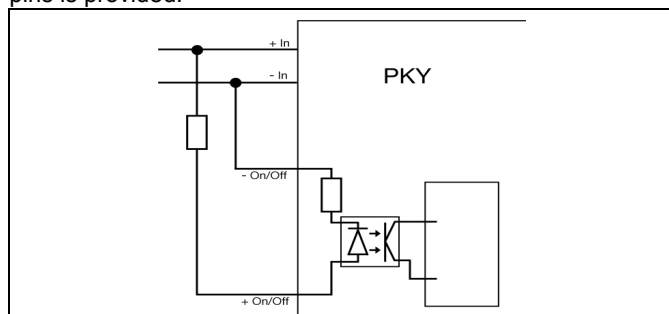 pins is provided.
+ In
- In
PKY
- On/Off
+ On/Off